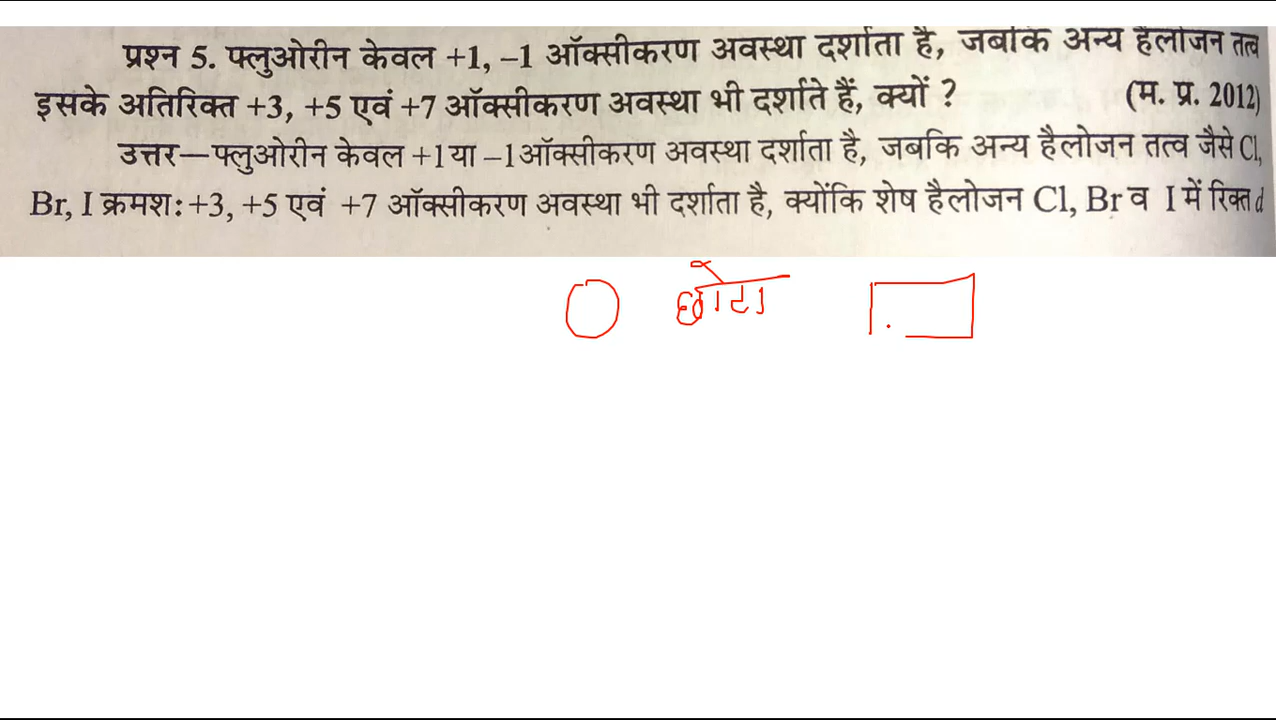 प्रश्न 5. फ्लुओरीन केवल +1, –1 ऑक्सीकरण अवस्था दर्शाता है, जबकि अन्य हैलोजन तत्व
इसके अतिरिक्त +3, +5 एवं +7 ऑक्सीकरण अवस्था भी दर्शाते हैं, क्यों ? (म. प्र. 2012)
उत्तर—फ्लुओरीन केवल +1 या –1 ऑक्सीकरण अवस्था दर्शाता है, जबकि अन्य हैलोजन तत्व जैसे Cl,
Br, I क्रमश: +3, +5 एवं +7 ऑक्सीकरण अवस्था भी दर्शाता है, क्योंकि शेष हैलोजन Cl, Br व I में रिक्त d
छोटा